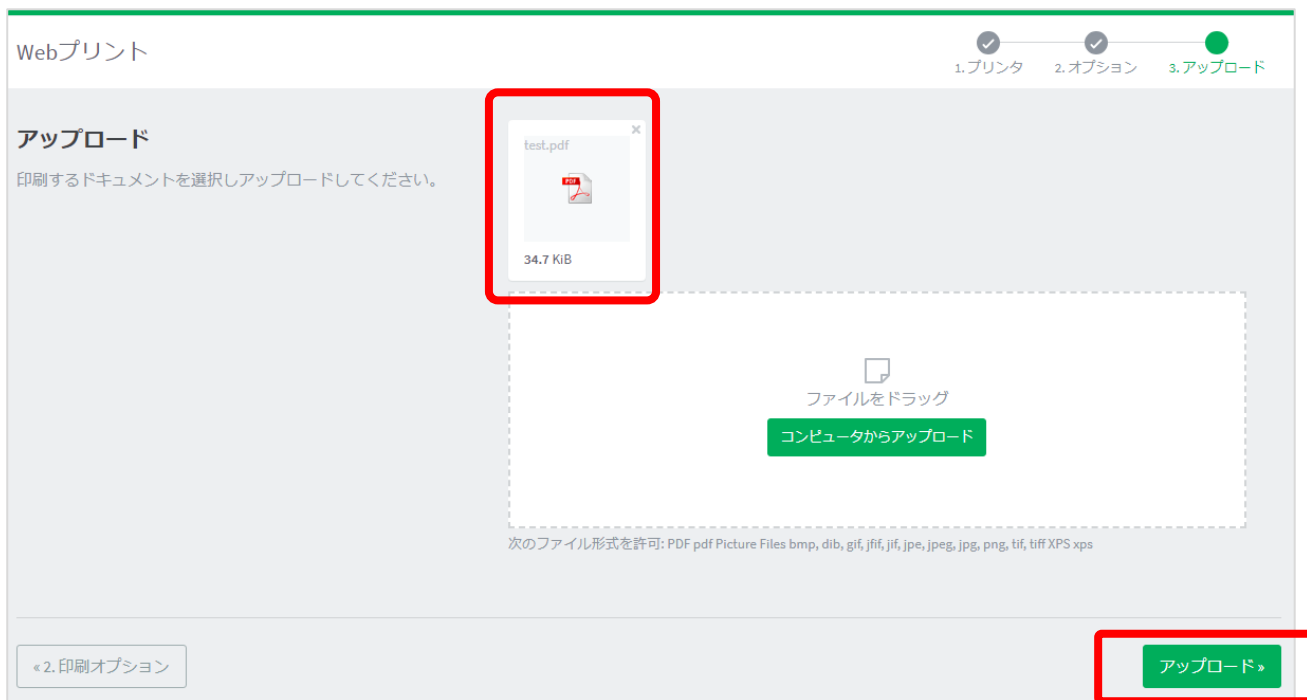 Webプリント
1.プリンタ
2.オプション
3.アップロード
アップロード
印刷するドキュメントを選択しアップロードしてください。
test.pdf
PDF
34.7 KiB
ファイルをドラッグ
コンピュータからアップロード
次のファイル形式を許可: PDF pdf Picture Files bmp, dib, gif, jfif, jif, jpe, jpeg, jpg, png, tif, tiff XPS xps
«2.印刷オプション
アップロード»